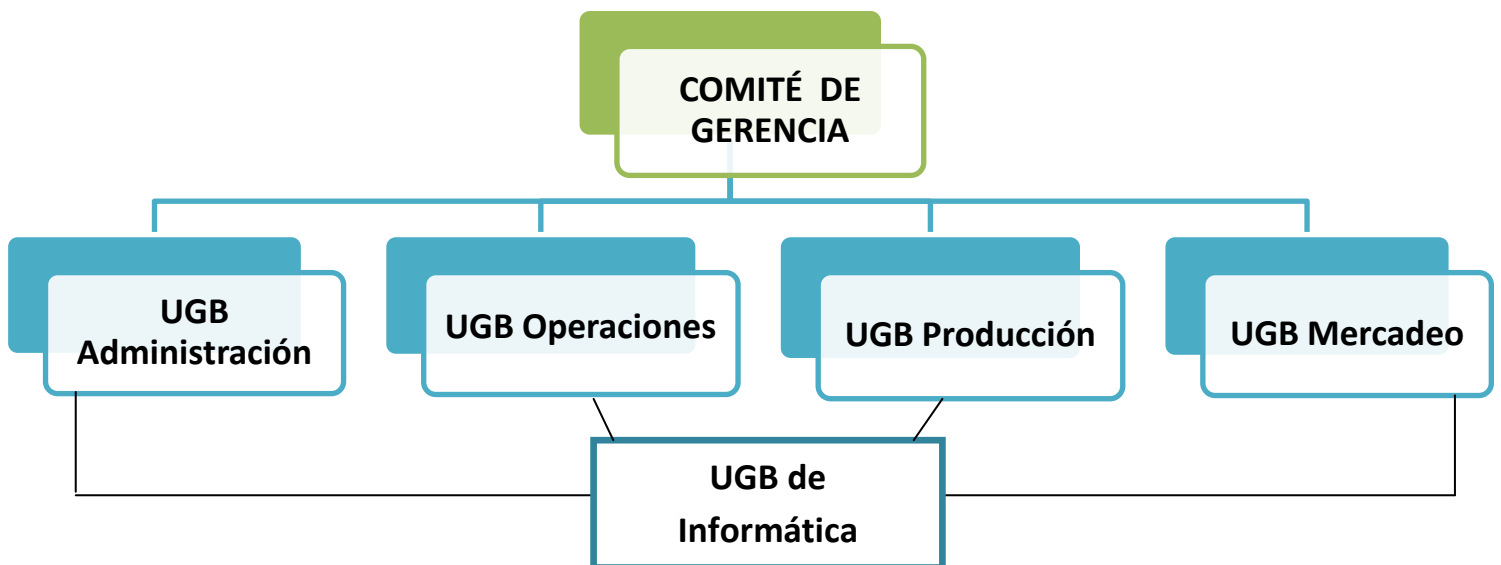 COMITÉ DE
GERENCIA
UGB
Administración
UGB Operaciones
UGB Producción
UGB Mercadeo
UGB de
Informática